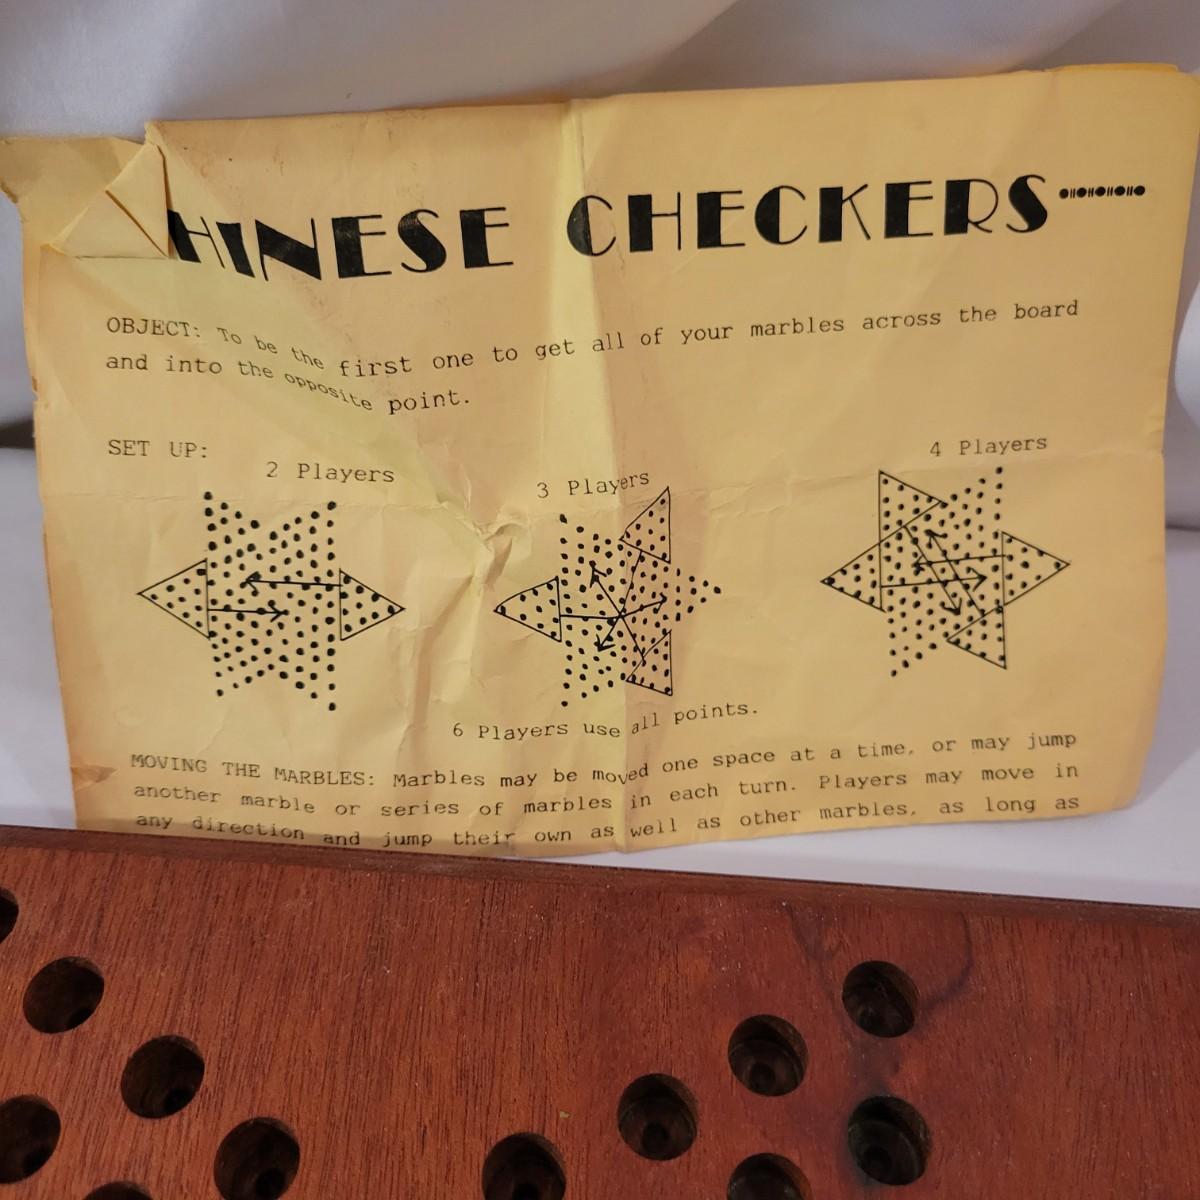 HINESE CHECKERS
OBJECT: To be the first one to get all of your marbles across the board
and into the opposite point.
SET UP:
2 Players
3 Players
4 Players
6 Players use all points.
MOVING THE MARBLES: Marbles may be moved one space at a time, or may jump
another marble or series of marbles in each turn. Players may move in
any direction and jump their own as well as other marbles, as long as